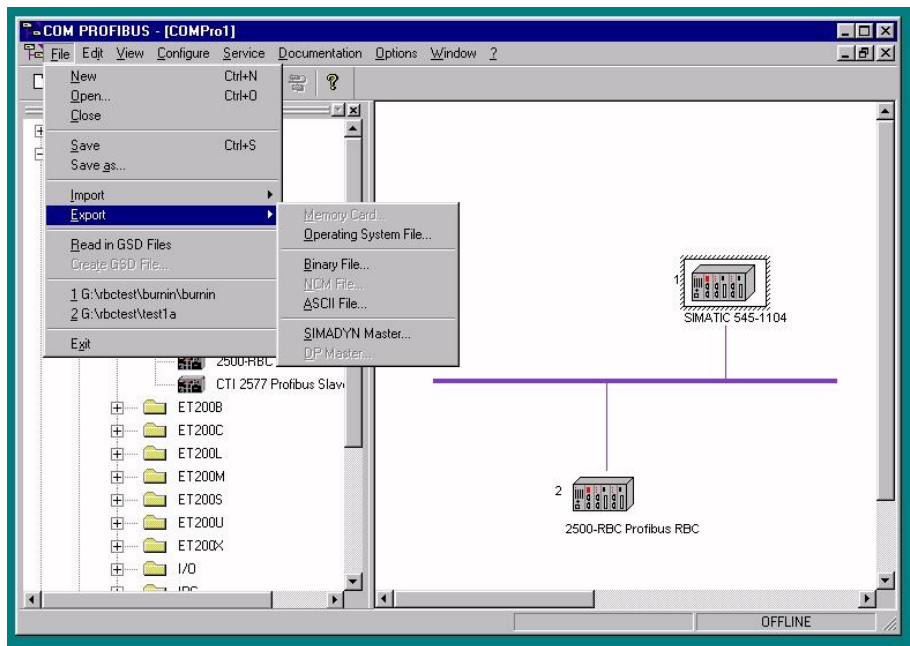 COM PROFIBUS - [COMPro1]
File Edit View Configure Service Documentation Options Window ?
New Ctrl+N
Open... Ctrl+O
Close
Save Ctrl+S
Save as...
Import
Export
Read in GSD Files
Create GSD File...
1 G:\rbctest\burnin\burnin
2 G:\rbctest\test1a
Exit
Memory Card...
Operating System File...
Binary File...
NCM File...
ASCII File...
SIMADYN Master...
DP Master...
2500-RBC
CTI 2577 Profibus Slav
ET200B
ET200C
ET200L
ET200M
ET200S
ET200U
ET200X
I/O
1
SIMATIC 545-1104
2
2500-RBC Profibus RBC
OFFLINE